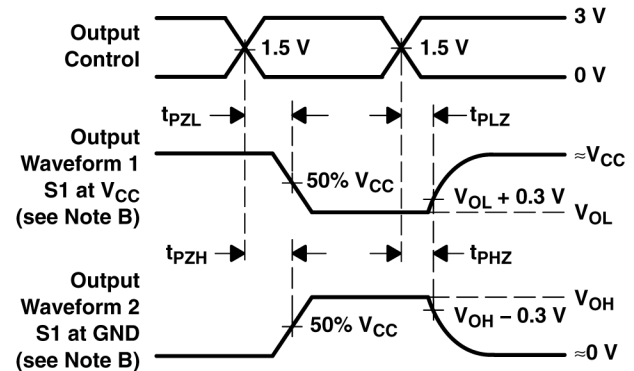 3 V
Output
Control
1.5 V
1.5 V
0 V
tPZL
tPLZ
Output
Waveform 1
S1 at VCC
(see Note B)
≈VCC
50% VCC
VOL + 0.3 V
VOL
tPZH
tPHZ
Output
Waveform 2
S1 at GND
(see Note B)
VOH
VOH − 0.3 V
50% VCC
≈0 V